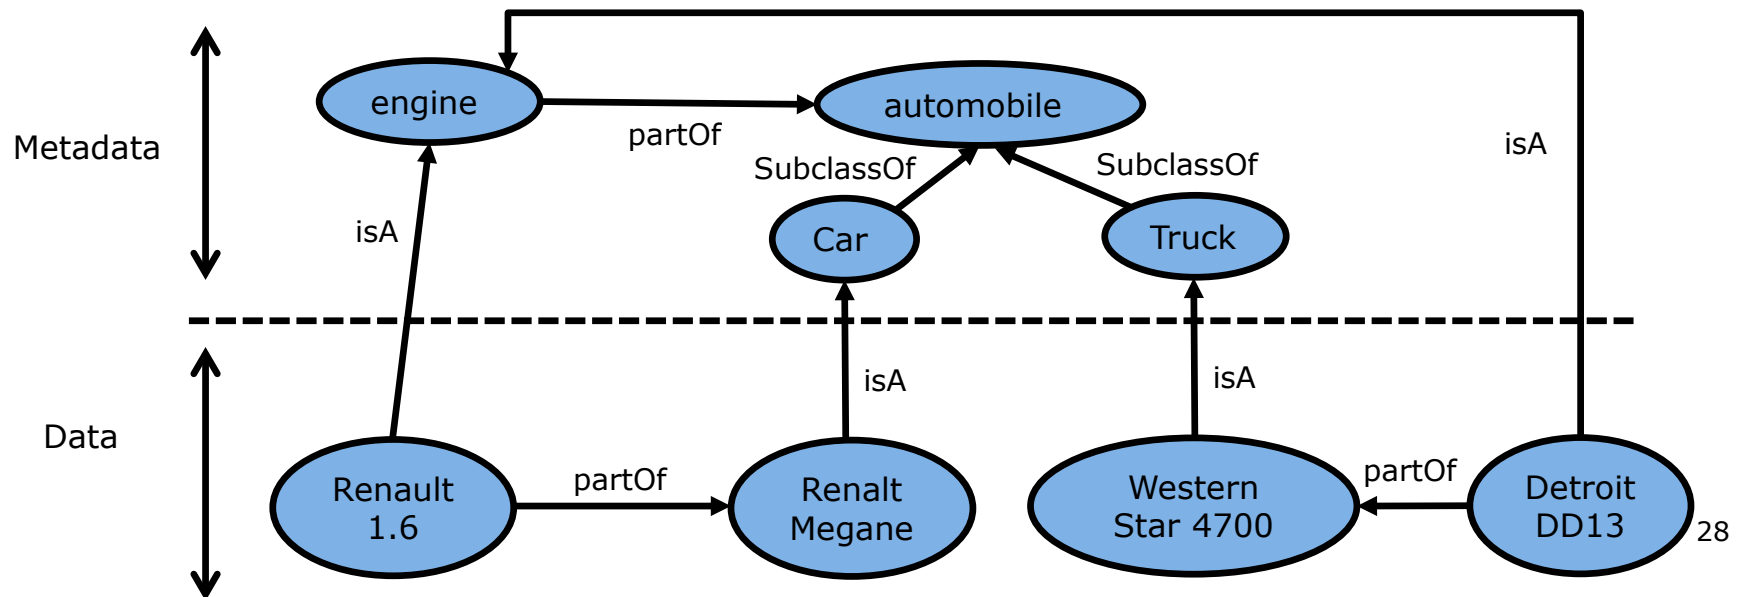 engine
automobile
partOf
isA
Metadata
SubclassOf
SubclassOf
isA
Car
Truck
isA
isA
Data
partOf
partOf
Renault
1.6
Renalt
Megane
Western
Star 4700
Detroit
DD13
28